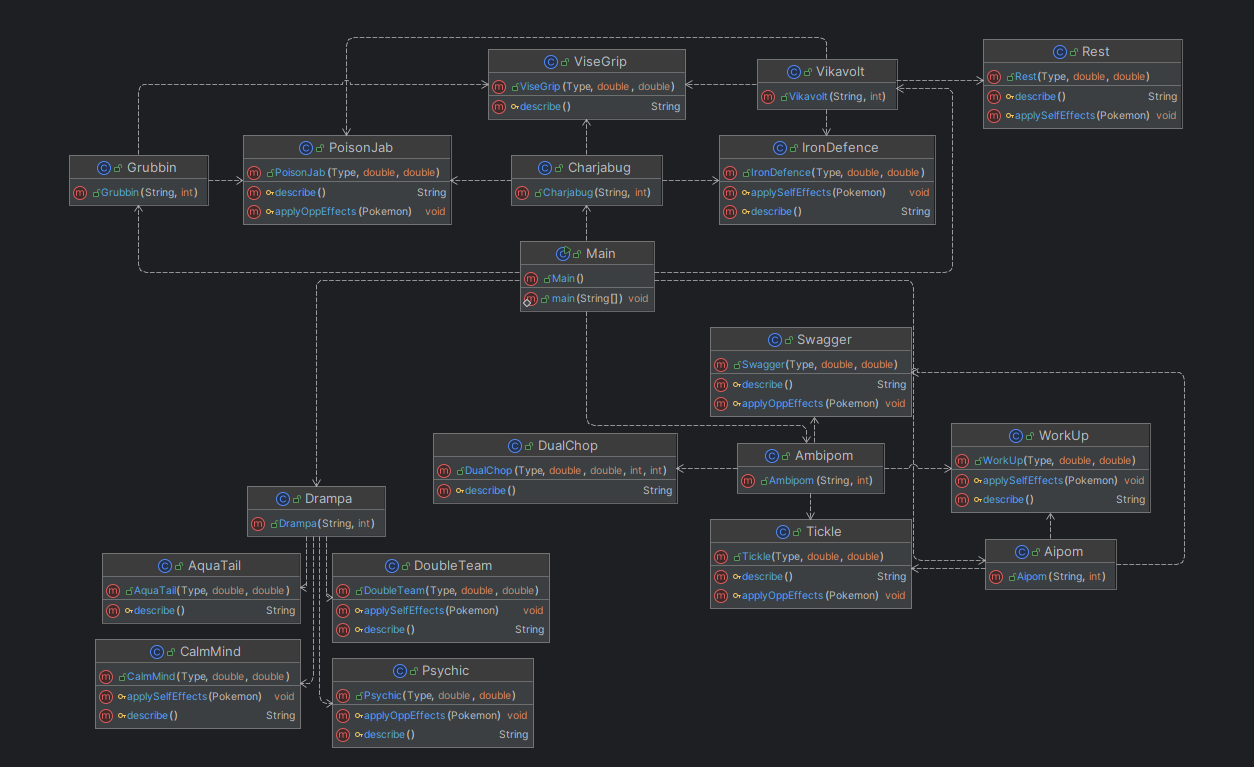 ViseGrip
ViseGrip(Type, double, double)
describe() String
Vikavolt
Vikavolt(String, int)
Rest
Rest(Type, double, double)
describe() String
applySelfEffects(Pokemon) void
Grubbin
Grubbin(String, int)
PoisonJab
PoisonJab(Type, double, double)
describe() String
applyOppEffects(Pokemon) void
Charjabug
Charjabug(String, int)
IronDefence
IronDefence(Type, double, double)
applySelfEffects(Pokemon) void
describe() String
Main
Main()
main(String[]) void
Swagger
Swagger(Type, double, double)
describe() String
applyOppEffects(Pokemon) void
DualChop
DualChop(Type, double, double, int, int)
describe() String
Ambipom
Ambipom(String, int)
WorkUp
WorkUp(Type, double, double)
applySelfEffects(Pokemon) void
describe() String
Drampa
Drampa(String, int)
Tickle
Tickle(Type, double, double)
describe() String
applyOppEffects(Pokemon) void
Aipom
Aipom(String, int)
AquaTail
AquaTail(Type, double, double)
describe() String
DoubleTeam
DoubleTeam(Type, double, double)
applySelfEffects(Pokemon) void
describe() String
CalmMind
CalmMind(Type, double, double)
applySelfEffects(Pokemon) void
describe() String
Psychic
Psychic(Type, double, double)
applyOppEffects(Pokemon) void
describe() String